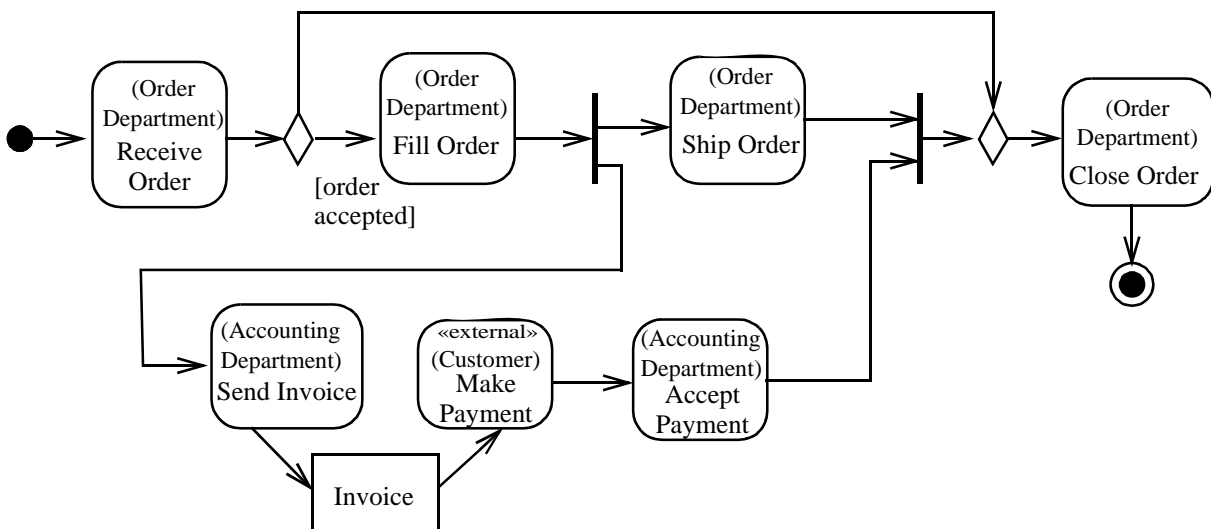 (Order
Department)
Receive
Order
(Order
Department)
Fill Order
[order
accepted]
(Order
Department)
Ship Order
(Order
Department)
Close Order
(Accounting
Department)
Send Invoice
«external»
(Customer)
Make
Payment
(Accounting
Department)
Accept
Payment
Invoice